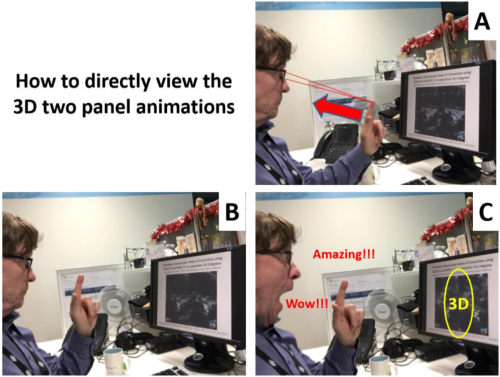 How to directly view the
3D two panel animations
A
B
C
Amazing!!!
Wow!!!
3D